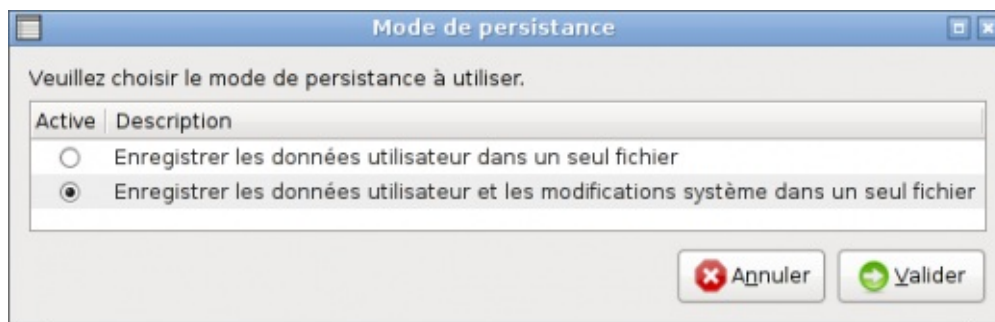 Mode de persistance
Veuillez choisir le mode de persistance à utiliser.
Active Description
Enregistrer les données utilisateur dans un seul fichier
Enregistrer les données utilisateur et les modifications système dans un seul fichier
Annuler Valider